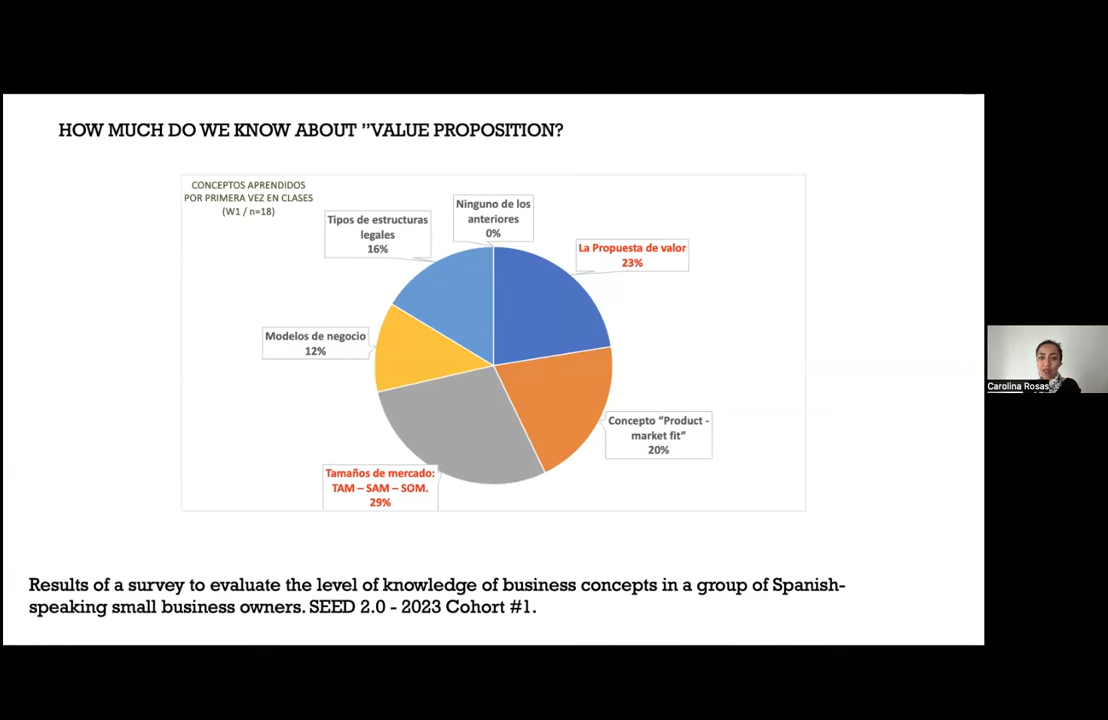 HOW MUCH DO WE KNOW ABOUT ”VALUE PROPOSITION?
CONCEPTOS APRENDIDOS
POR PRIMERA VEZ EN CLASES
(W1 / n=18)
Ninguno de los
anteriores
0%
Tipos de estructuras
legales
16%
La Propuesta de valor
23%
Modelos de negocio
12%
Concepto “Product -
market fit”
20%
Tamaños de mercado:
TAM – SAM – SOM.
29%
Carolina Rosas
Results of a survey to evaluate the level of knowledge of business concepts in a group of Spanish-
speaking small business owners. SEED 2.0 - 2023 Cohort #1.